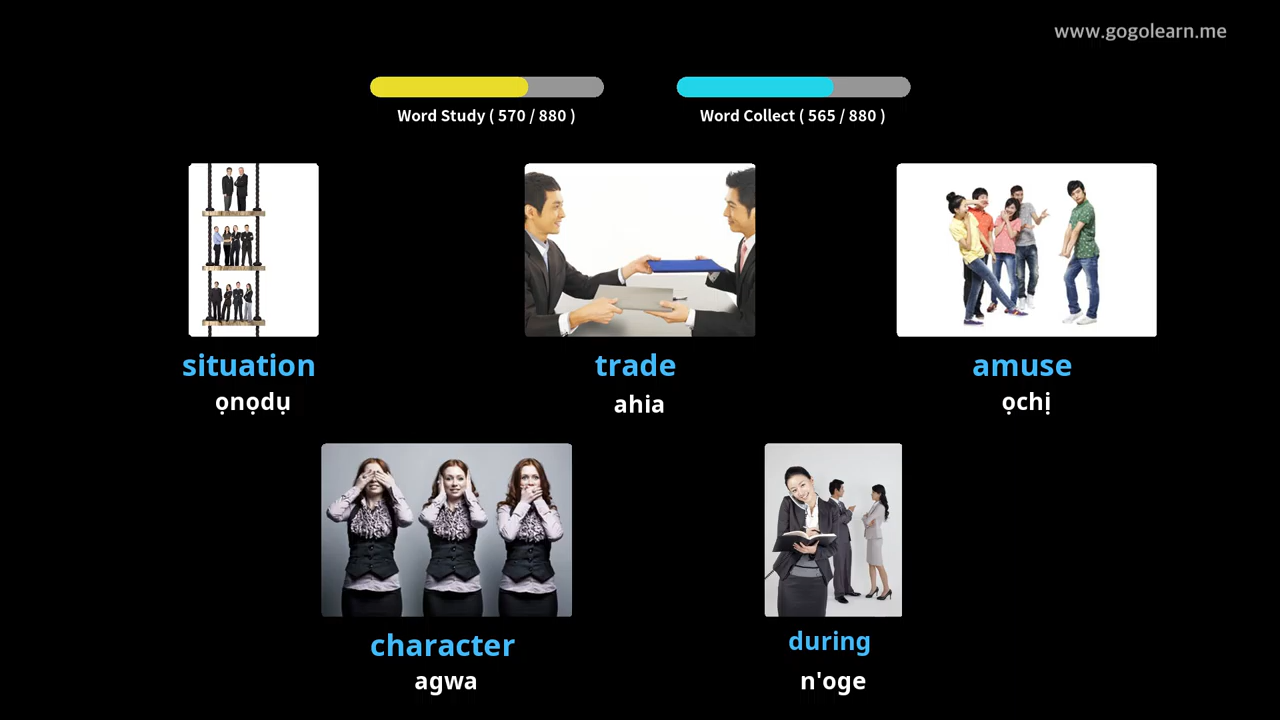 www.gogolearn.me
Word Study ( 570 / 880 )
Word Collect ( 565 / 880 )
situation
ọnọdụ
trade
ahia
amuse
ọchị
character
agwa
during
n'oge